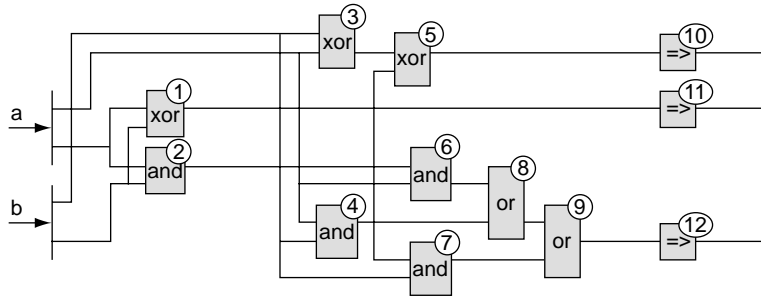 3
xor
5
xor
10
=>
a
1
xor
11
=>
2
and
6
and
8
or
b
4
and
9
or
12
=>
7
and